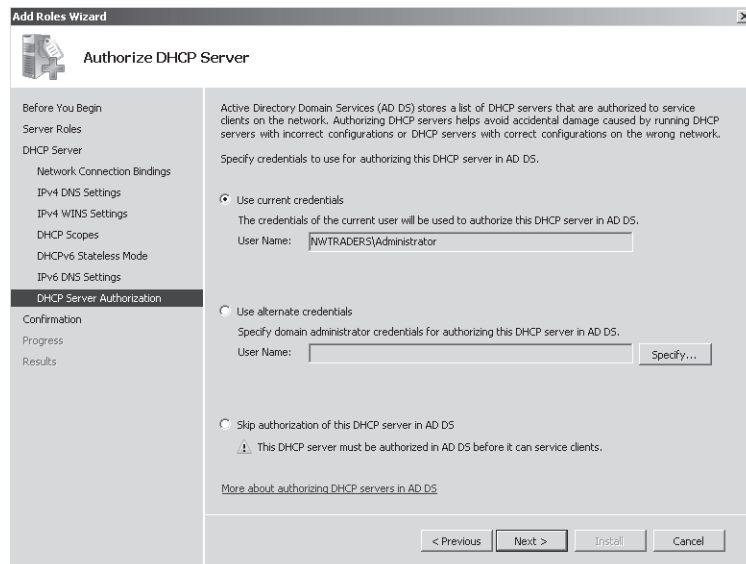 Add Roles Wizard
Authorize DHCP Server
Before You Begin
Server Roles
DHCP Server
Network Connection Bindings
IPv4 DNS Settings
IPv4 WINS Settings
DHCP Scopes
DHCPv6 Stateless Mode
IPv6 DNS Settings
DHCP Server Authorization
Confirmation
Progress
Results
Active Directory Domain Services (AD DS) stores a list of DHCP servers that are authorized to service
clients on the network. Authorizing DHCP servers helps avoid accidental damage caused by running DHCP
servers with incorrect configurations or DHCP servers with correct configurations on the wrong network.
Specify credentials to use for authorizing this DHCP server in AD DS.
Use current credentials
The credentials of the current user will be used to authorize this DHCP server in AD DS.
User Name: NWTRADERS\Administrator
Use alternate credentials
Specify domain administrator credentials for authorizing this DHCP server in AD DS.
User Name: Specify...
Skip authorization of this DHCP server in AD DS
This DHCP server must be authorized in AD DS before it can service clients.
More about authorizing DHCP servers in AD DS
< Previous Next > Install Cancel